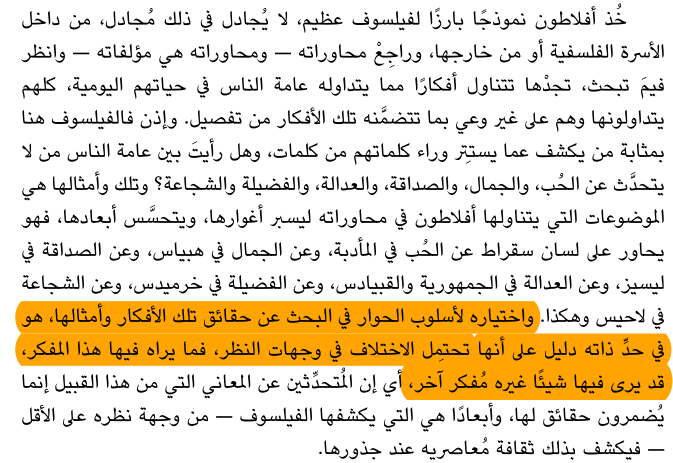 خُذ أفلاطون نموذجًا بارزًا لفيلسوف عظيم، لا يُجادل في ذلك مُجادل، من داخل
الأسرة الفلسفية أو من خارجها، وراجِعْ محاوراته — ومحاوراته هي مؤلفاته — وانظر
فيمَ تبحث، تجدْها تتناول أفكارًا مما يتداوله عامة الناس في حياتهم اليومية، كلهم
يتداولونها وهم على غير وعي بما تتضمَّنه تلك الأفكار من تفصيل. وإذن فالفيلسوف هنا
بمثابة من يكشف عما يستتِر وراء كلماتهم من كلمات، وهل رأيتَ بين عامة الناس من لا
يتحدَّث عن الحُب، والجمال، والصداقة، والعدالة، والفضيلة والشجاعة؟ وتلك وأمثالها هي
الموضوعات التي يتناولها أفلاطون في محاوراته ليسبر أغوارها، ويتحسَّس أبعادها، فهو
يحاور على لسان سقراط عن الحُب في المأدبة، وعن الجمال في هبياس، وعن الصداقة في
ليسيز، وعن العدالة في الجمهورية والقبيادس، وعن الفضيلة في خرميدس، وعن الشجاعة
في لاحيس وهكذا. واختياره لأسلوب الحوار في البحث عن حقائق تلك الأفكار وأمثالها، هو
في حدِّ ذاته دليل على أنها تحتمِل الاختلاف في وجهات النظر، فما يراه فيها هذا المفكر،
قد يرى فيها شيئًا غيره مُفكر آخر، أي إن المُتحدِّثين عن المعاني التي من هذا القبيل إنما
يُضمرون حقائق لها، وأبعادًا هي التي يكشفها الفيلسوف — من وجهة نظره على الأقل
— فيكشف بذلك ثقافة مُعاصريه عند جذورها.